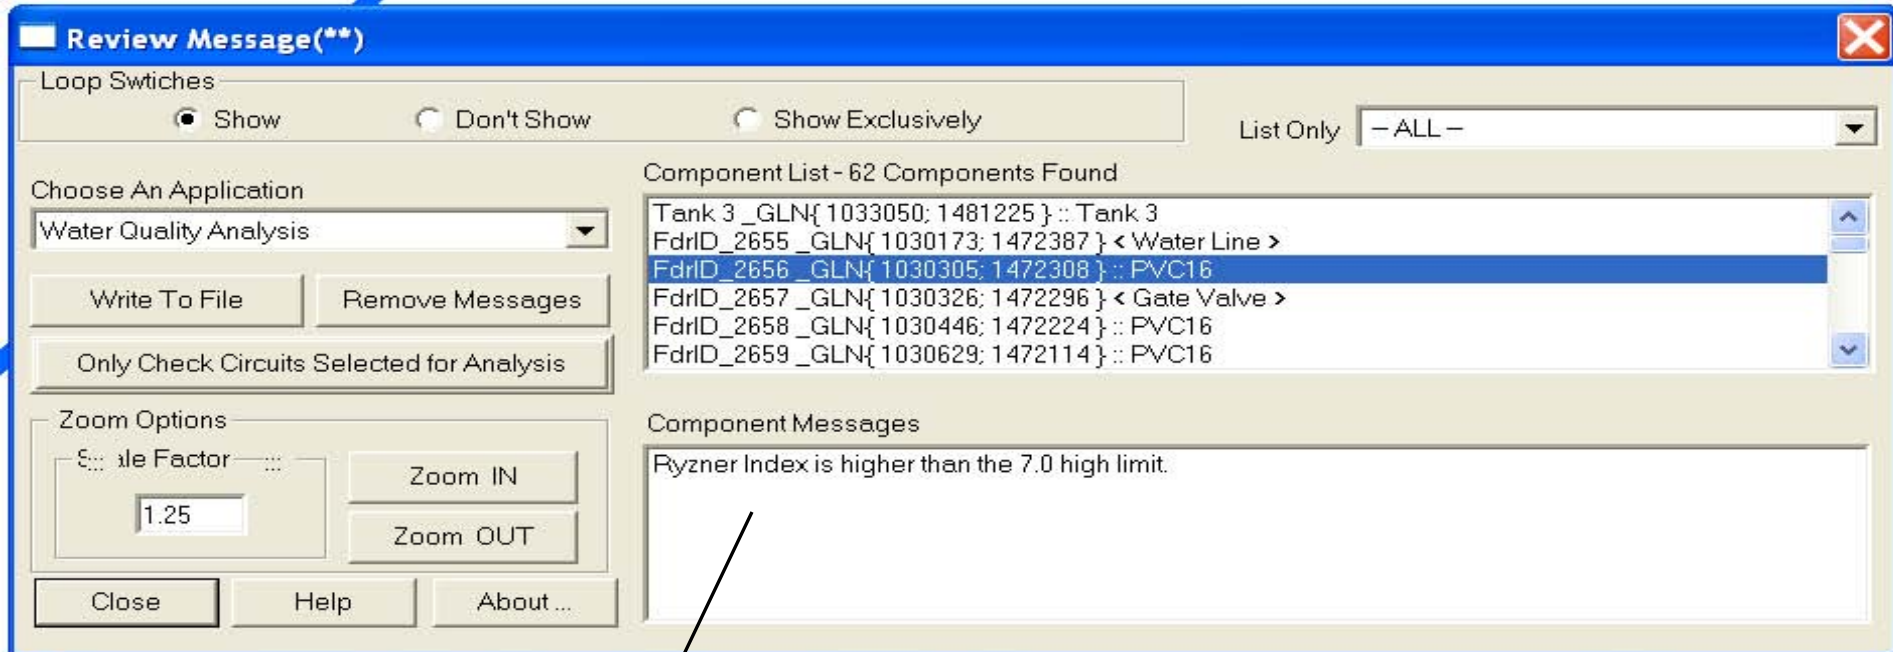 Review Message(**)
Loop Swtiches
Show
Don't Show
Show Exclusively
List Only
-- ALL --
Choose An Application
Water Quality Analysis
Write To File
Remove Messages
Only Check Circuits Selected for Analysis
Component List - 62 Components Found
Tank 3 _GLN{ 1033050; 1481225 } :: Tank 3
FdrID_2655 _GLN{ 1030173; 1472387 } < Water Line >
FdrID_2656 _GLN{ 1030305; 1472308 } :: PVC16
FdrID_2657 _GLN{ 1030326; 1472296 } < Gate Valve >
FdrID_2658 _GLN{ 1030446; 1472224 } :: PVC16
FdrID_2659 _GLN{ 1030629; 1472114 } :: PVC16
Zoom Options
Factor
1.25
Zoom IN
Zoom OUT
Close
Help
About ...
Component Messages
Ryzner Index is higher than the 7.0 high limit.